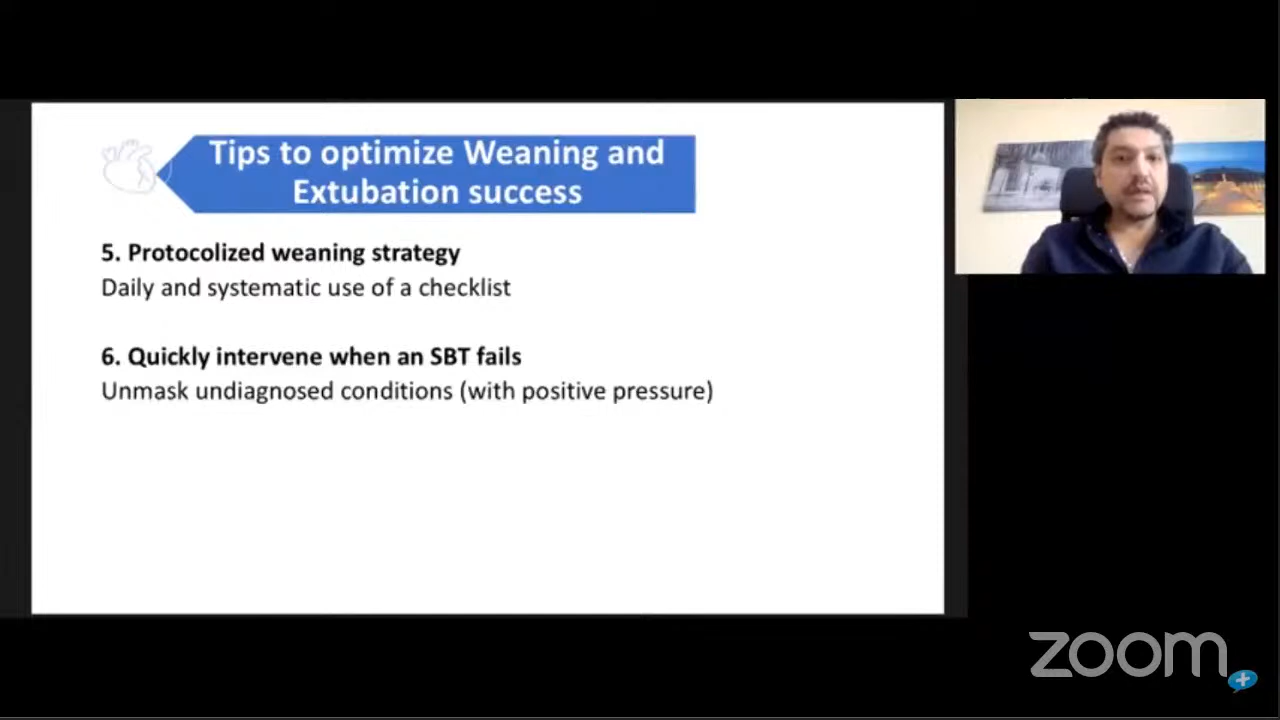 Tips to optimize Weaning and
Extubation success
5. Protocolized weaning strategy
Daily and systematic use of a checklist
6. Quickly intervene when an SBT fails
Unmask undiagnosed conditions (with positive pressure)
zoom